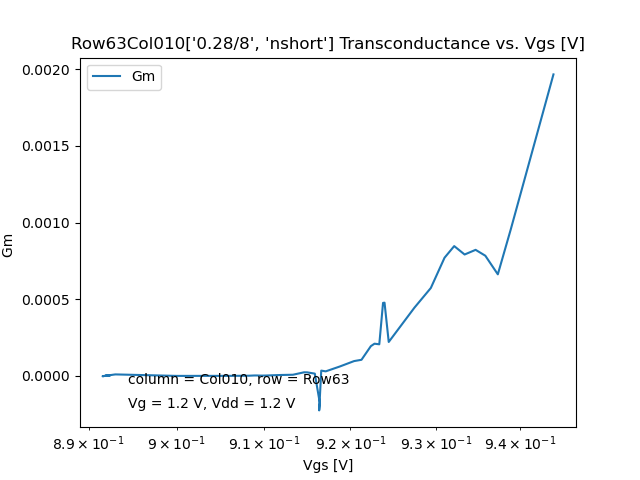 Row63Col010['0.28/8', 'nshort'] Transconductance vs. Vgs [V]
Gm
0.0020
0.0015
0.0010
0.0005
0.0000
Gm
column = Col010, row = Row63
Vg = 1.2 V, Vdd = 1.2 V
8.9 × 10⁻¹ 9 × 10⁻¹ 9.1 × 10⁻¹ 9.2 × 10⁻¹ 9.3 × 10⁻¹ 9.4 × 10⁻¹
Vgs [V]